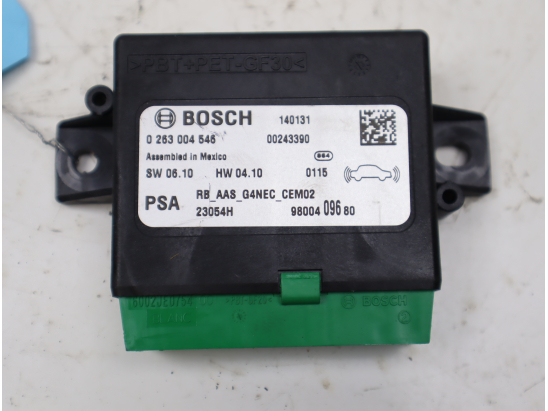 >PBT+PET-GF30<
BOSCH 140131
0 263 004 546 00243390
Assembled in Mexico
SW 06.10 HW 04.10 0115
PSA RB_AAS_G4NEC_CEM02
23054H 98004 096 80
BOSCH